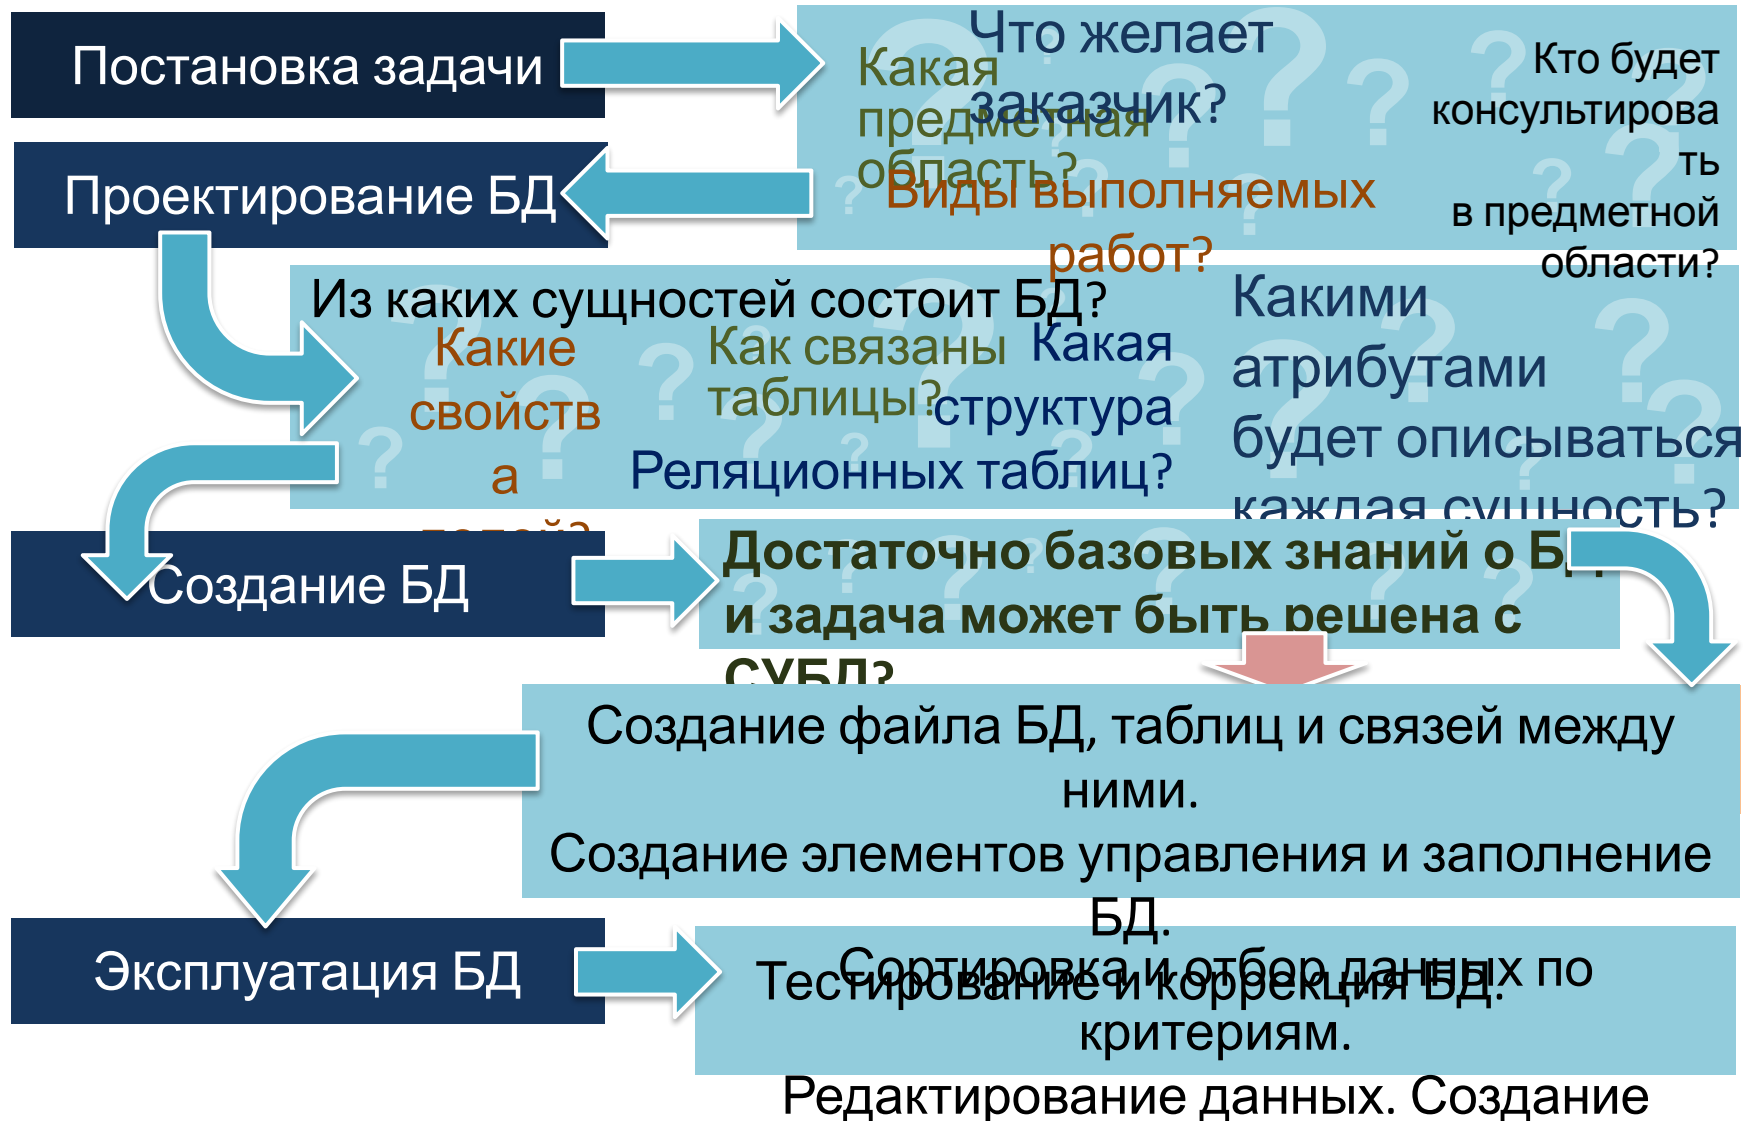 Постановка задачи
Что желает
заказчик?
Какая
предметная
область?
Кто будет
консультирова
ть
в предметной
области?
Виды выполняемых
работ?
Проектирование БД
Из каких сущностей состоит БД?
Какие
свойств
а
Как связаны
таблицы?
Какая
структура
Реляционных таблиц?
Какими
атрибутами
будет описываться
каждая сущность?
Создание БД
Достаточно базовых знаний о БД
и задача может быть решена с
СУБД?
Создание файла БД, таблиц и связей между
ними.
Создание элементов управления и заполнение
БД.
Тестирование и коррекция БД.
Эксплуатация БД
Сортировка и отбор данных по
критериям.
Редактирование данных. Создание